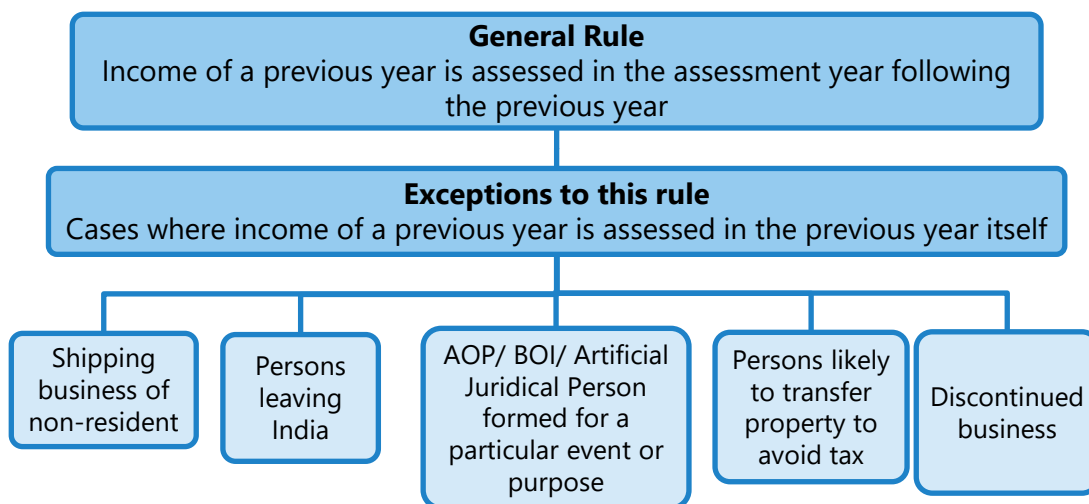 General Rule
Income of a previous year is assessed in the assessment year following
the previous year
Exceptions to this rule
Cases where income of a previous year is assessed in the previous year itself
Shipping
business of
non-resident
Persons
leaving
India
AOP/ BOI/ Artificial
Juridical Person
formed for a
particular event or
purpose
Persons likely
to transfer
property to
avoid tax
Discontinued
business